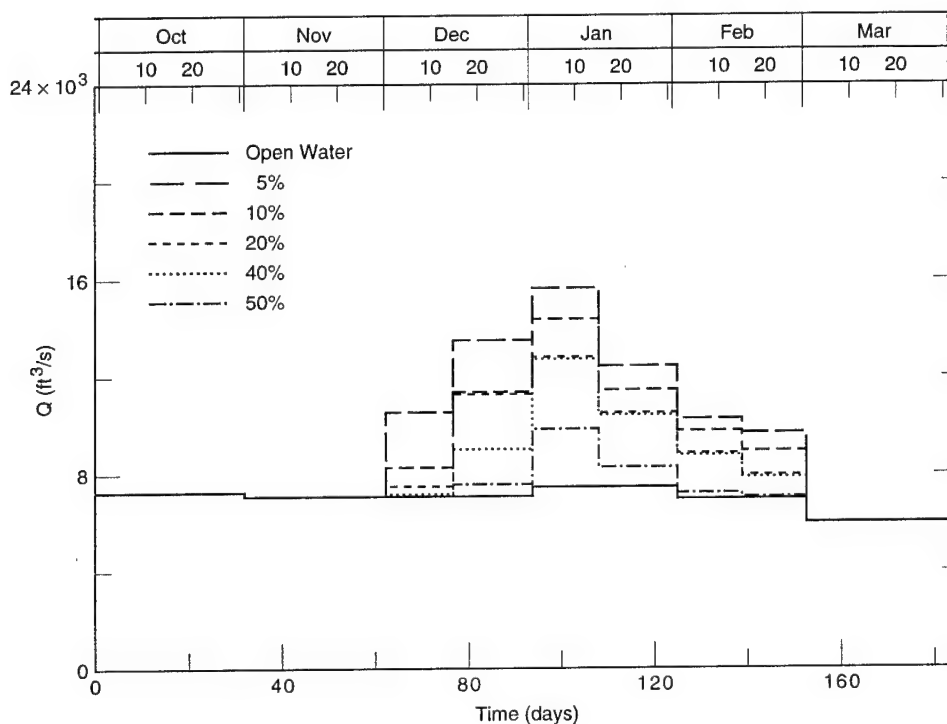 Oct Nov Dec Jan Feb Mar
10 20 10 20 10 20 10 20 10 20 10 20
24 × 10³
Open Water
5%
10%
20%
40%
50%
16
Q (ft³/s)
8
0
0 40 80 120 160
Time (days)